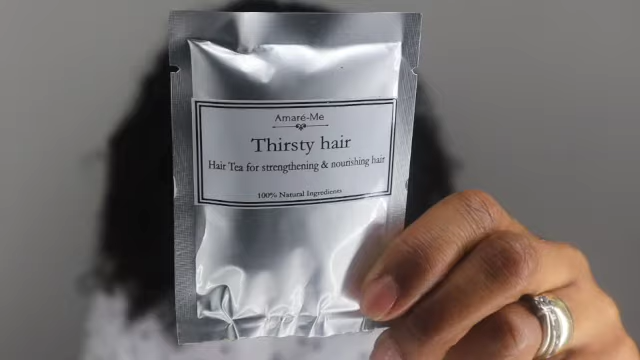 Amaré-Me
Thirsty hair
Hair Tea for strengthening & nourishing hair
100% Natural Ingredients